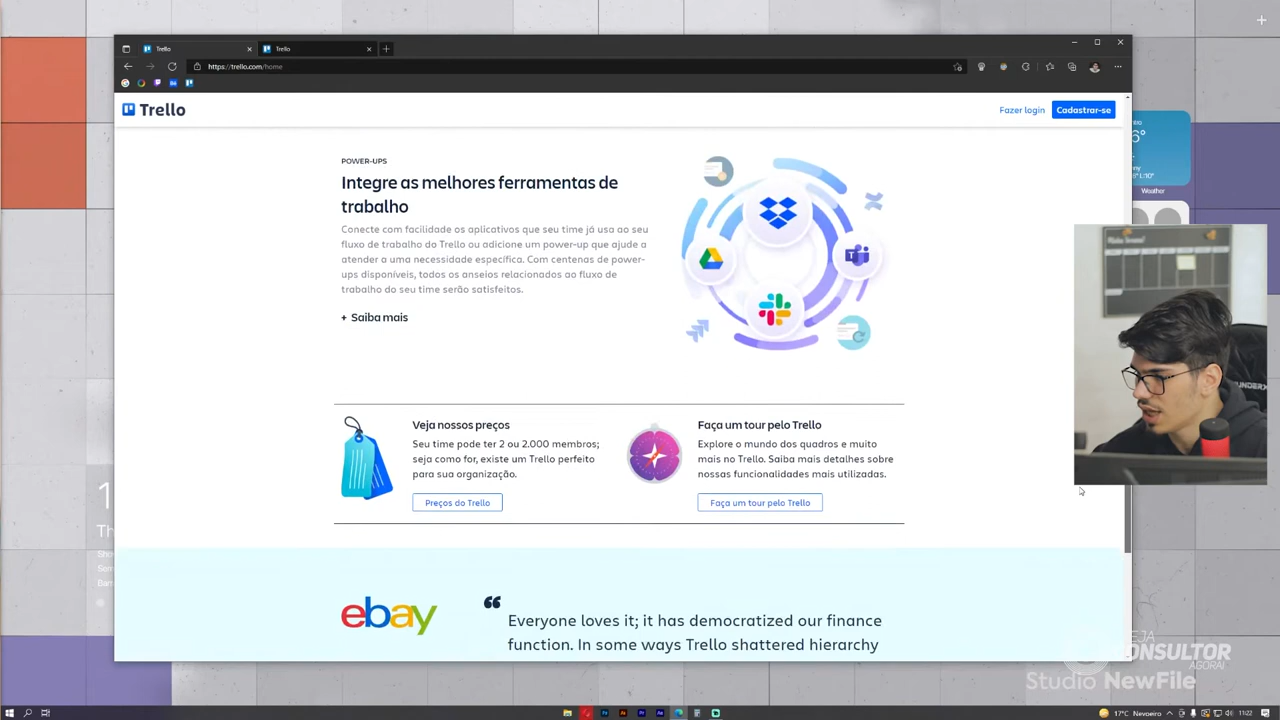 Trello
Trello
https://trello.com/home
Trello
Fazer login
Cadastrar-se
POWER-UPS
Integre as melhores ferramentas de
trabalho
Conecte com facilidade os aplicativos que seu time já usa ao seu
fluxo de trabalho do Trello ou adicione um power-up que ajude a
atender a uma necessidade específica. Com centenas de power-
ups disponíveis, todos os anseios relacionados ao fluxo de
trabalho do seu time serão satisfeitos.
+ Saiba mais
Veja nossos preços
Seu time pode ter 2 ou 2.000 membros;
seja como for, existe um Trello perfeito
para sua organização.
Preços do Trello
Faça um tour pelo Trello
Explore o mundo dos quadros e muito
mais no Trello. Saiba mais detalhes sobre
nossas funcionalidades mais utilizadas.
Faça um tour pelo Trello
ebay
“ Everyone loves it; it has democratized our finance
function. In some ways Trello shattered hierarchy
Weather
EJA
CONSULTOR
AGORA!
Studio NewFile
17°C Nevoeiro
11:22